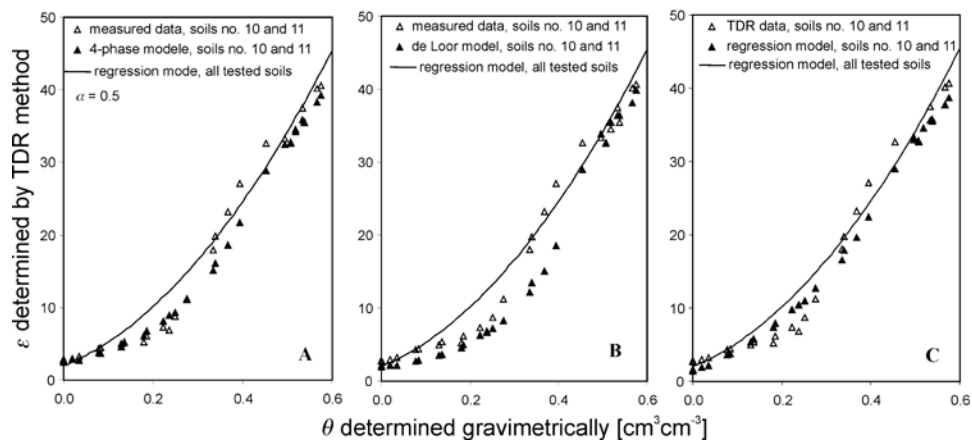 △ measured data, soils no. 10 and 11
▲ 4-phase modele, soils no. 10 and 11
regression mode, all tested soils
α = 0.5
△ measured data, soils no. 10 and 11
▲ de Loor model, soils no. 10 and 11
regression model, all tested soils
△ TDR data, soils no. 10 and 11
▲ regression model, soils no. 10 and 11
regression model, all tested soils
ε determined by TDR method
50
40
30
20
10
0
A
0.0 0.2 0.4 0.6
50
40
30
20
10
0
B
0.0 0.2 0.4 0.6
50
40
30
20
10
0
C
0.0 0.2 0.4 0.6
θ determined gravimetrically [cm³cm⁻³]